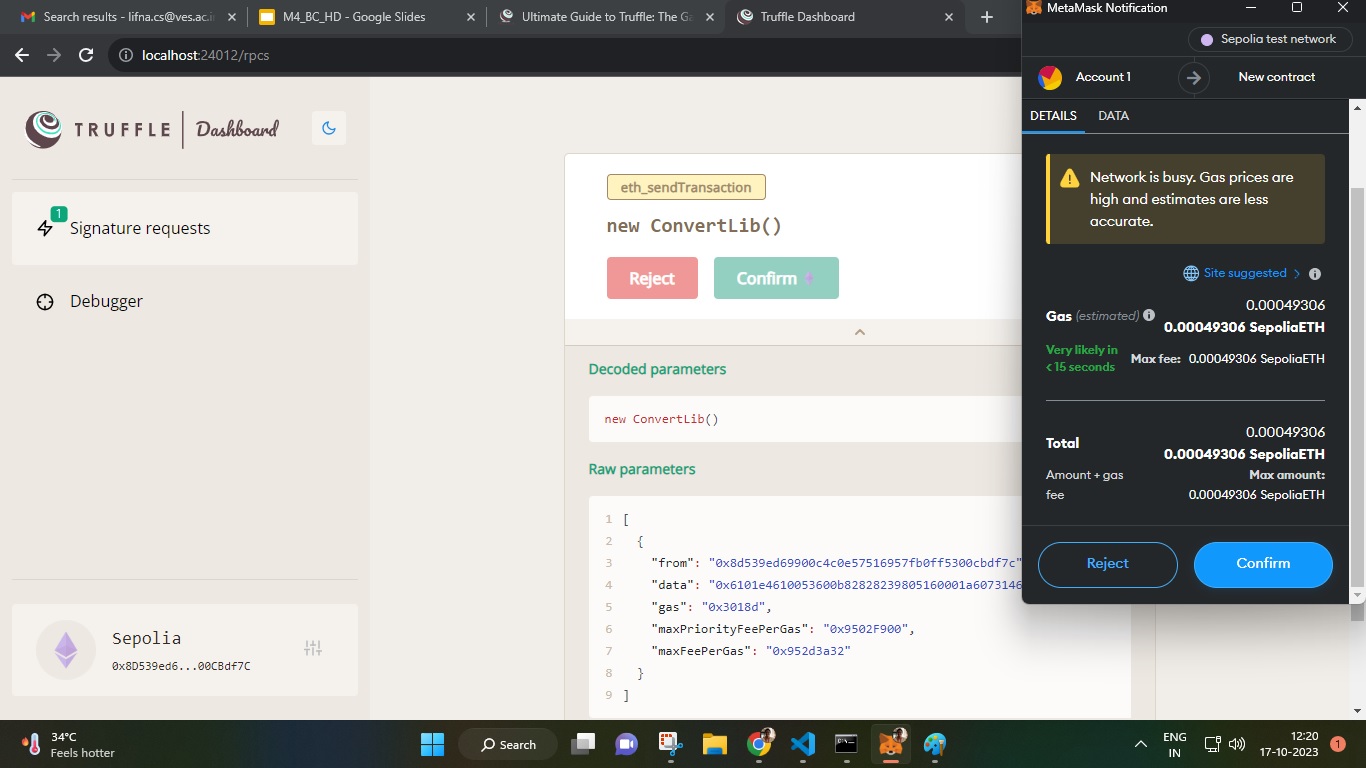 Search results - lifna.cs@ves.ac.i
M4_BC_HD - Google Slides
Ultimate Guide to Truffle: The Ga
Truffle Dashboard
localhost:24012/rpcs
TRUFFLE
Dashboard
1
Signature requests
Debugger
Sepolia
0x8D539ed6...00CBdf7C
eth_sendTransaction
new ConvertLib()
Reject
Confirm
Decoded parameters
new ConvertLib()
Raw parameters
1 [
2 {
3 "from": "0x8d539ed69900c4c0e57516957fb0ff5300cbdf7c"
4 "data": "0x6101e4610053600b82828239805160001a6073146
5 "gas": "0x3018d",
6 "maxPriorityFeePerGas": "0x9502F900",
7 "maxFeePerGas": "0x952d3a32"
8 }
9 ]
MetaMask Notification
Sepolia test network
Account 1
New contract
DETAILS
DATA
Network is busy. Gas prices are
high and estimates are less
accurate.
Site suggested
0.00049306
Gas (estimated)
0.00049306 SepoliaETH
Very likely in
< 15 seconds
Max fee: 0.00049306 SepoliaETH
0.00049306
Total
0.00049306 SepoliaETH
Amount + gas
fee
Max amount:
0.00049306 SepoliaETH
Reject
Confirm
34°C
Feels hotter
Search
ENG
IN
12:20
17-10-2023
1